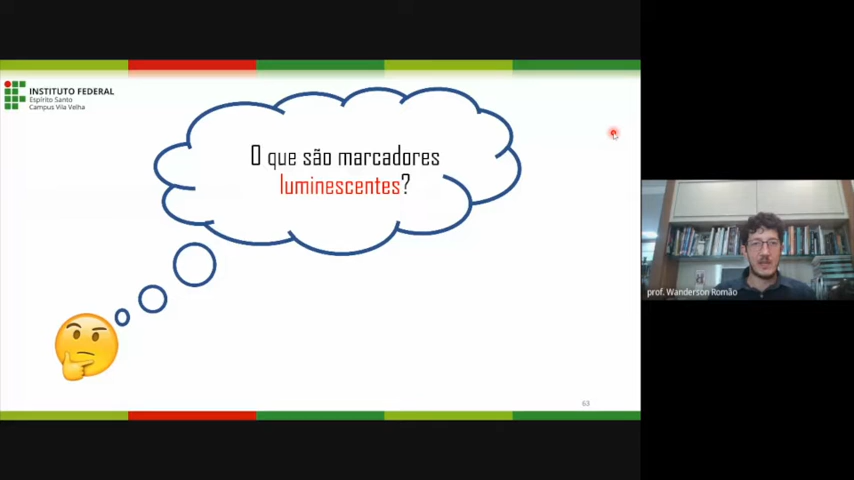 INSTITUTO FEDERAL
Espírito Santo
Campus Vila Velha
O que são marcadores
luminescentes?
prof. Wanderson Romão
63